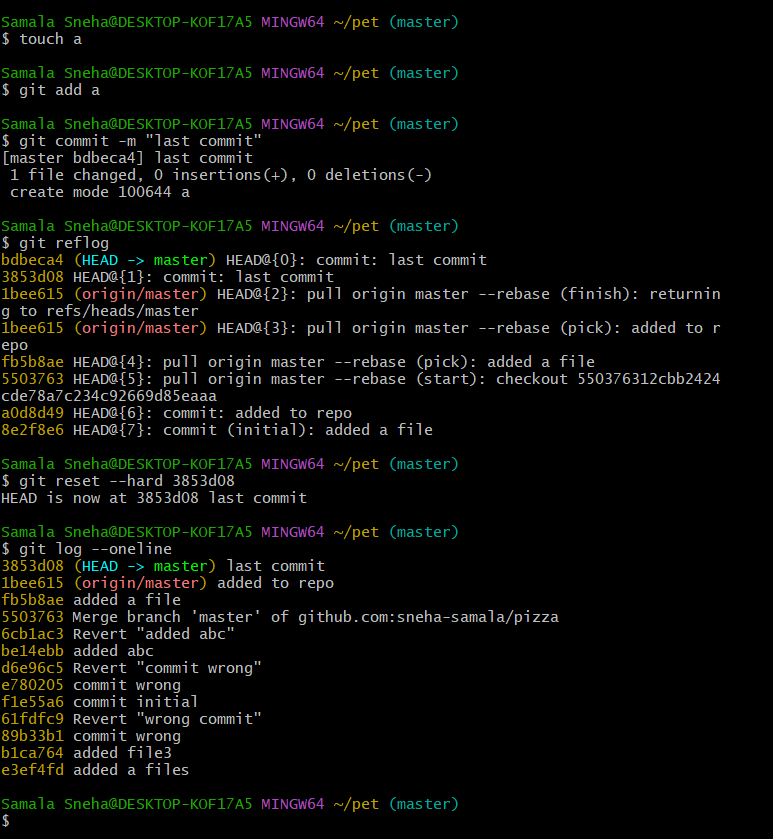 Samala Sneha@DESKTOP-KOF17A5 MINGW64 ~/pet (master)
$ touch a
Samala Sneha@DESKTOP-KOF17A5 MINGW64 ~/pet (master)
$ git add a
Samala Sneha@DESKTOP-KOF17A5 MINGW64 ~/pet (master)
$ git commit -m "last commit"
[master bdbeca4] last commit
 1 file changed, 0 insertions(+), 0 deletions(-)
 create mode 100644 a
Samala Sneha@DESKTOP-KOF17A5 MINGW64 ~/pet (master)
$ git reflog
bdbeca4 (HEAD -> master) HEAD@{0}: commit: last commit
3853d08 HEAD@{1}: commit: last commit
1bee615 (origin/master) HEAD@{2}: pull origin master --rebase (finish): returnin
g to refs/heads/master
1bee615 (origin/master) HEAD@{3}: pull origin master --rebase (pick): added to r
epo
fb5b8ae HEAD@{4}: pull origin master --rebase (pick): added a file
5503763 HEAD@{5}: pull origin master --rebase (start): checkout 550376312cbb2424
cde78a7c234c92669d85eaaa
a0d8d49 HEAD@{6}: commit: added to repo
8e2f8e6 HEAD@{7}: commit (initial): added a file
Samala Sneha@DESKTOP-KOF17A5 MINGW64 ~/pet (master)
$ git reset --hard 3853d08
HEAD is now at 3853d08 last commit
Samala Sneha@DESKTOP-KOF17A5 MINGW64 ~/pet (master)
$ git log --oneline
3853d08 (HEAD -> master) last commit
1bee615 (origin/master) added to repo
fb5b8ae added a file
5503763 Merge branch 'master' of github.com:sneha-samala/pizza
6cb1ac3 Revert "added abc"
be14ebb added abc
d6e96c5 Revert "commit wrong"
e780205 commit wrong
f1e55a6 commit initial
61fdfc9 Revert "wrong commit"
89b33b1 commit wrong
b1ca764 added file3
e3ef4fd added a files
Samala Sneha@DESKTOP-KOF17A5 MINGW64 ~/pet (master)
$